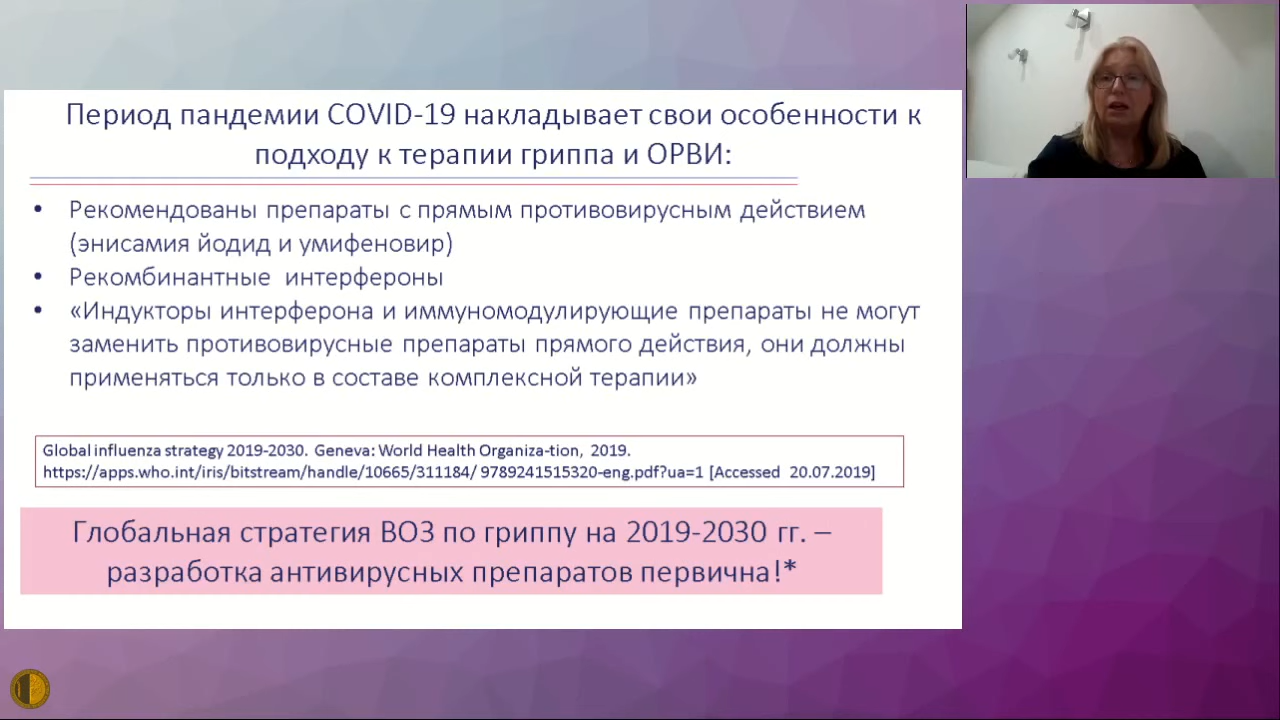 Период пандемии COVID-19 накладывает свои особенности к
подходу к терапии гриппа и ОРВИ:
• Рекомендованы препараты с прямым противовирусным действием
(энисамия йодид и умифеновир)
• Рекомбинантные интерфероны
• «Индукторы интерферона и иммуномодулирующие препараты не могут
заменить противовирусные препараты прямого действия, они должны
применяться только в составе комплексной терапии»
Global influenza strategy 2019-2030. Geneva: World Health Organiza-tion, 2019.
https://apps.who.int/iris/bitstream/handle/10665/311184/ 9789241515320-eng.pdf?ua=1 [Accessed 20.07.2019]
Глобальная стратегия ВОЗ по гриппу на 2019-2030 гг. –
разработка антивирусных препаратов первична!*